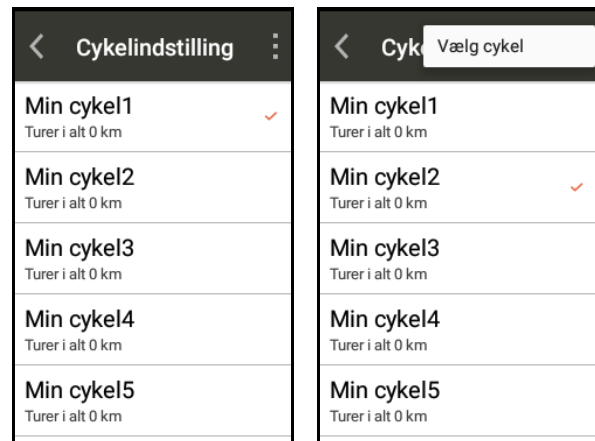 Cykelindstilling
Min cykel1
Turer i alt 0 km
Min cykel2
Turer i alt 0 km
Min cykel3
Turer i alt 0 km
Min cykel4
Turer i alt 0 km
Min cykel5
Turer i alt 0 km
Cyk
Vælg cykel
Min cykel1
Turer i alt 0 km
Min cykel2
Turer i alt 0 km
Min cykel3
Turer i alt 0 km
Min cykel4
Turer i alt 0 km
Min cykel5
Turer i alt 0 km